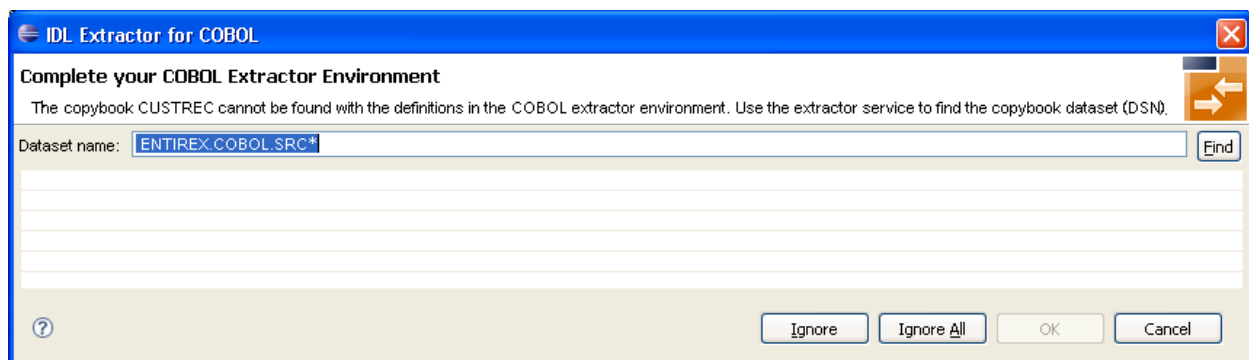 IDL Extractor for COBOL
Complete your COBOL Extractor Environment
The copybook CUSTREC cannot be found with the definitions in the COBOL extractor environment. Use the extractor service to find the copybook dataset (DSN).
Dataset name: ENTIREX.COBOL.SRC* Find
Ignore Ignore All OK Cancel